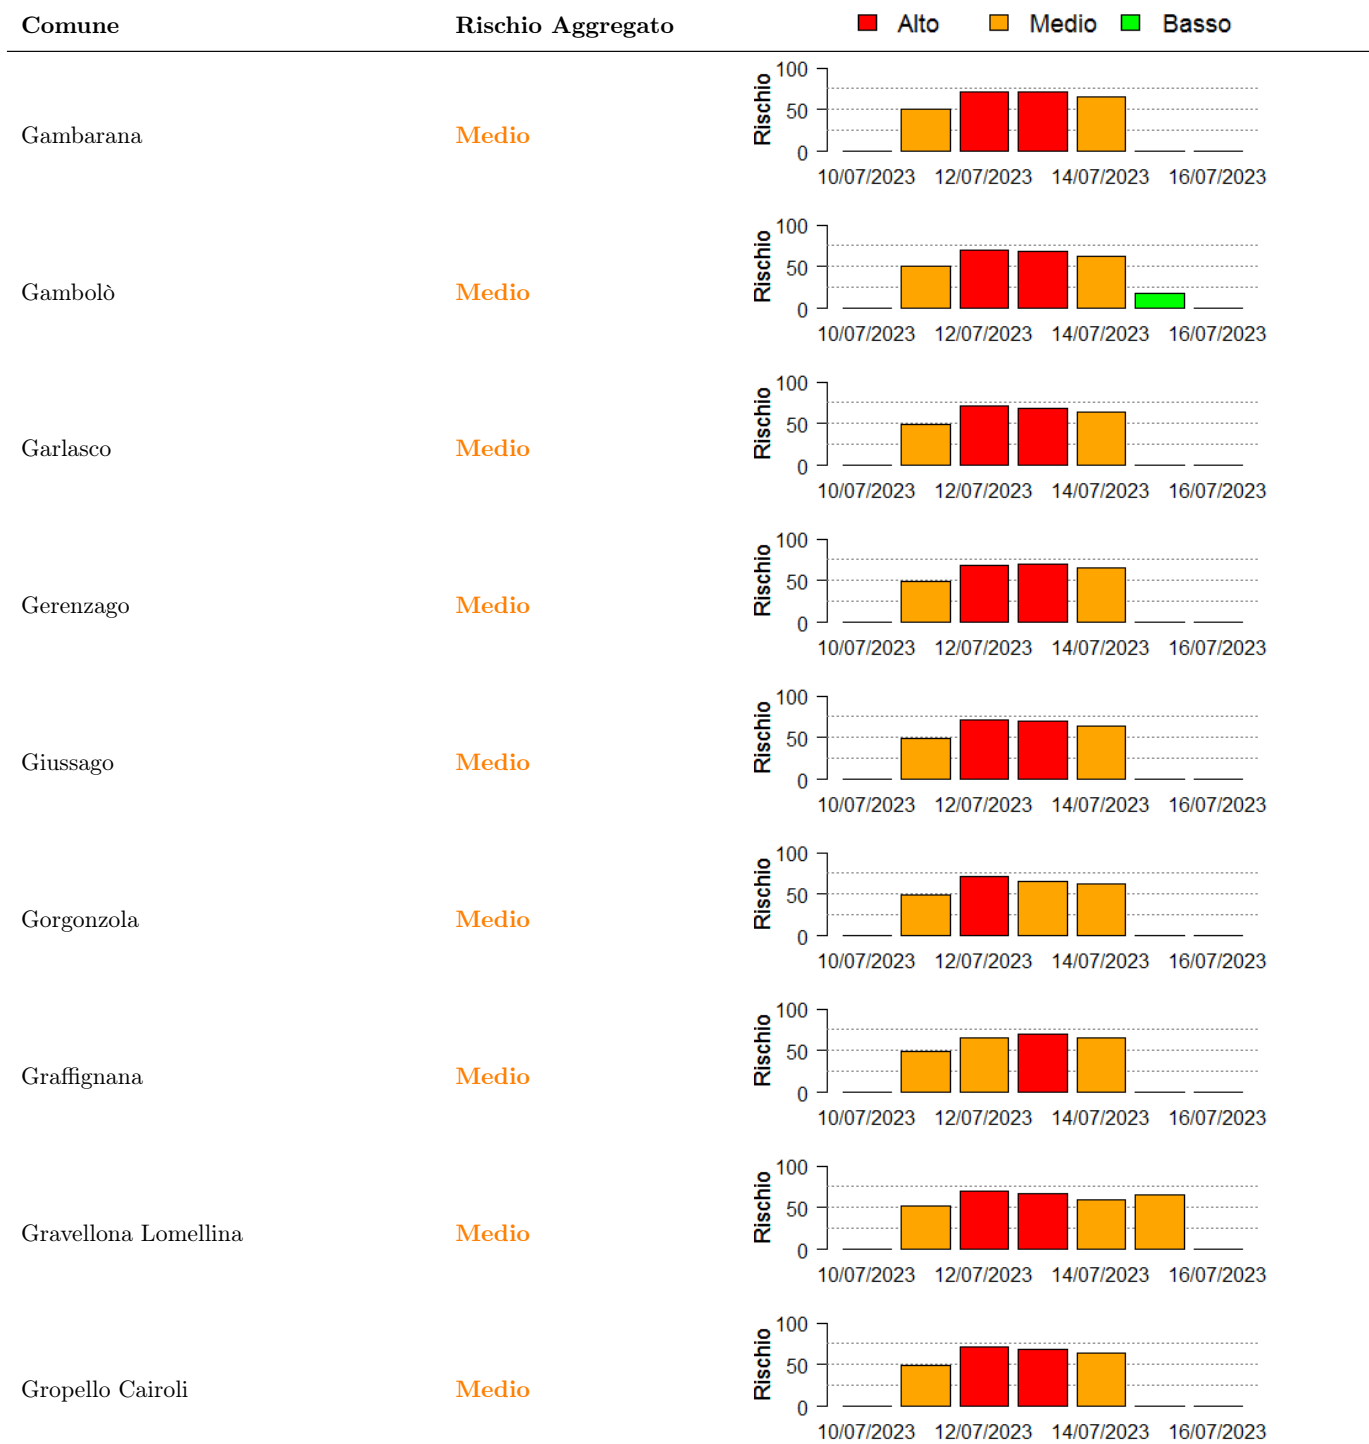 Comune Rischio Aggregato Alto Medio Basso
Gambarana Medio
Rischio
100
50
0
10/07/2023 12/07/2023 14/07/2023 16/07/2023
Gambolò Medio
Rischio
100
50
0
10/07/2023 12/07/2023 14/07/2023 16/07/2023
Garlasco Medio
Rischio
100
50
0
10/07/2023 12/07/2023 14/07/2023 16/07/2023
Gerenzago Medio
Rischio
100
50
0
10/07/2023 12/07/2023 14/07/2023 16/07/2023
Giussago Medio
Rischio
100
50
0
10/07/2023 12/07/2023 14/07/2023 16/07/2023
Gorgonzola Medio
Rischio
100
50
0
10/07/2023 12/07/2023 14/07/2023 16/07/2023
Graffignana Medio
Rischio
100
50
0
10/07/2023 12/07/2023 14/07/2023 16/07/2023
Gravellona Lomellina Medio
Rischio
100
50
0
10/07/2023 12/07/2023 14/07/2023 16/07/2023
Gropello Cairoli Medio
Rischio
100
50
0
10/07/2023 12/07/2023 14/07/2023 16/07/2023